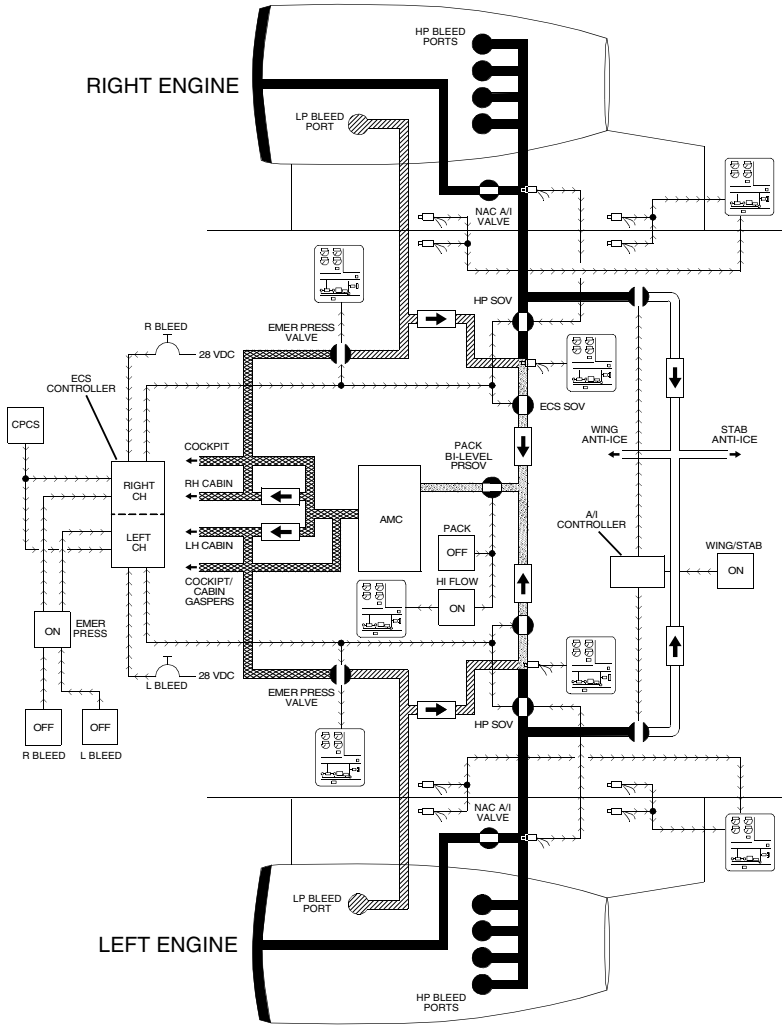 HP BLEED
PORTS
RIGHT ENGINE
LP BLEED
PORT
NAC A/I
VALVE
HP SOV
R BLEED
28 VDC
EMER PRESS
VALVE
ECS
CONTROLLER
ECS SOV
CPCS
COCKPIT
PACK
BI-LEVEL
PRSOV
WING
ANTI-ICE
STAB
ANTI-ICE
RIGHT
CH
RH CABIN
AMC
A/I
CONTROLLER
LEFT
CH
LH CABIN
PACK
OFF
WING/STAB
ON
COCKIPT/
CABIN
GASPERS
HI FLOW
ON
ON
EMER
PRESS
28 VDC
L BLEED
EMER PRESS
VALVE
HP SOV
OFF
OFF
R BLEED
L BLEED
NAC A/I
VALVE
LP BLEED
PORT
LEFT ENGINE
HP BLEED
PORTS